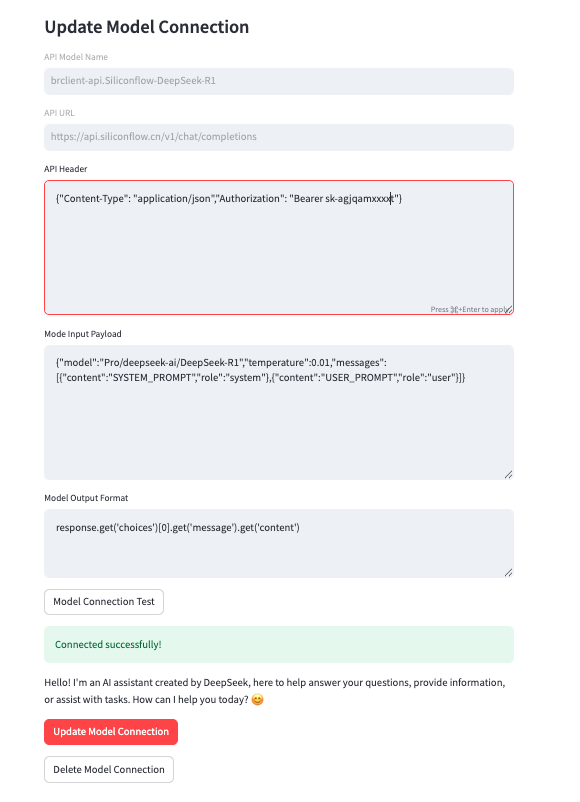 Update Model Connection
API Model Name
brclient-api.Siliconflow-DeepSeek-R1
API URL
https://api.siliconflow.cn/v1/chat/completions
API Header
{"Content-Type": "application/json","Authorization": "Bearer sk-agjqamxxxxt"}
Press ⌘+Enter to apply
Mode Input Payload
{"model":"Pro/deepseek-ai/DeepSeek-R1","temperature":0.01,"messages":
[{"content":"SYSTEM_PROMPT","role":"system"},{"content":"USER_PROMPT","role":"user"}]}
Model Output Format
response.get('choices')[0].get('message').get('content')
Model Connection Test
Connected successfully!
Hello! I'm an AI assistant created by DeepSeek, here to help answer your questions, provide information,
or assist with tasks. How can I help you today? 😊
Update Model Connection
Delete Model Connection